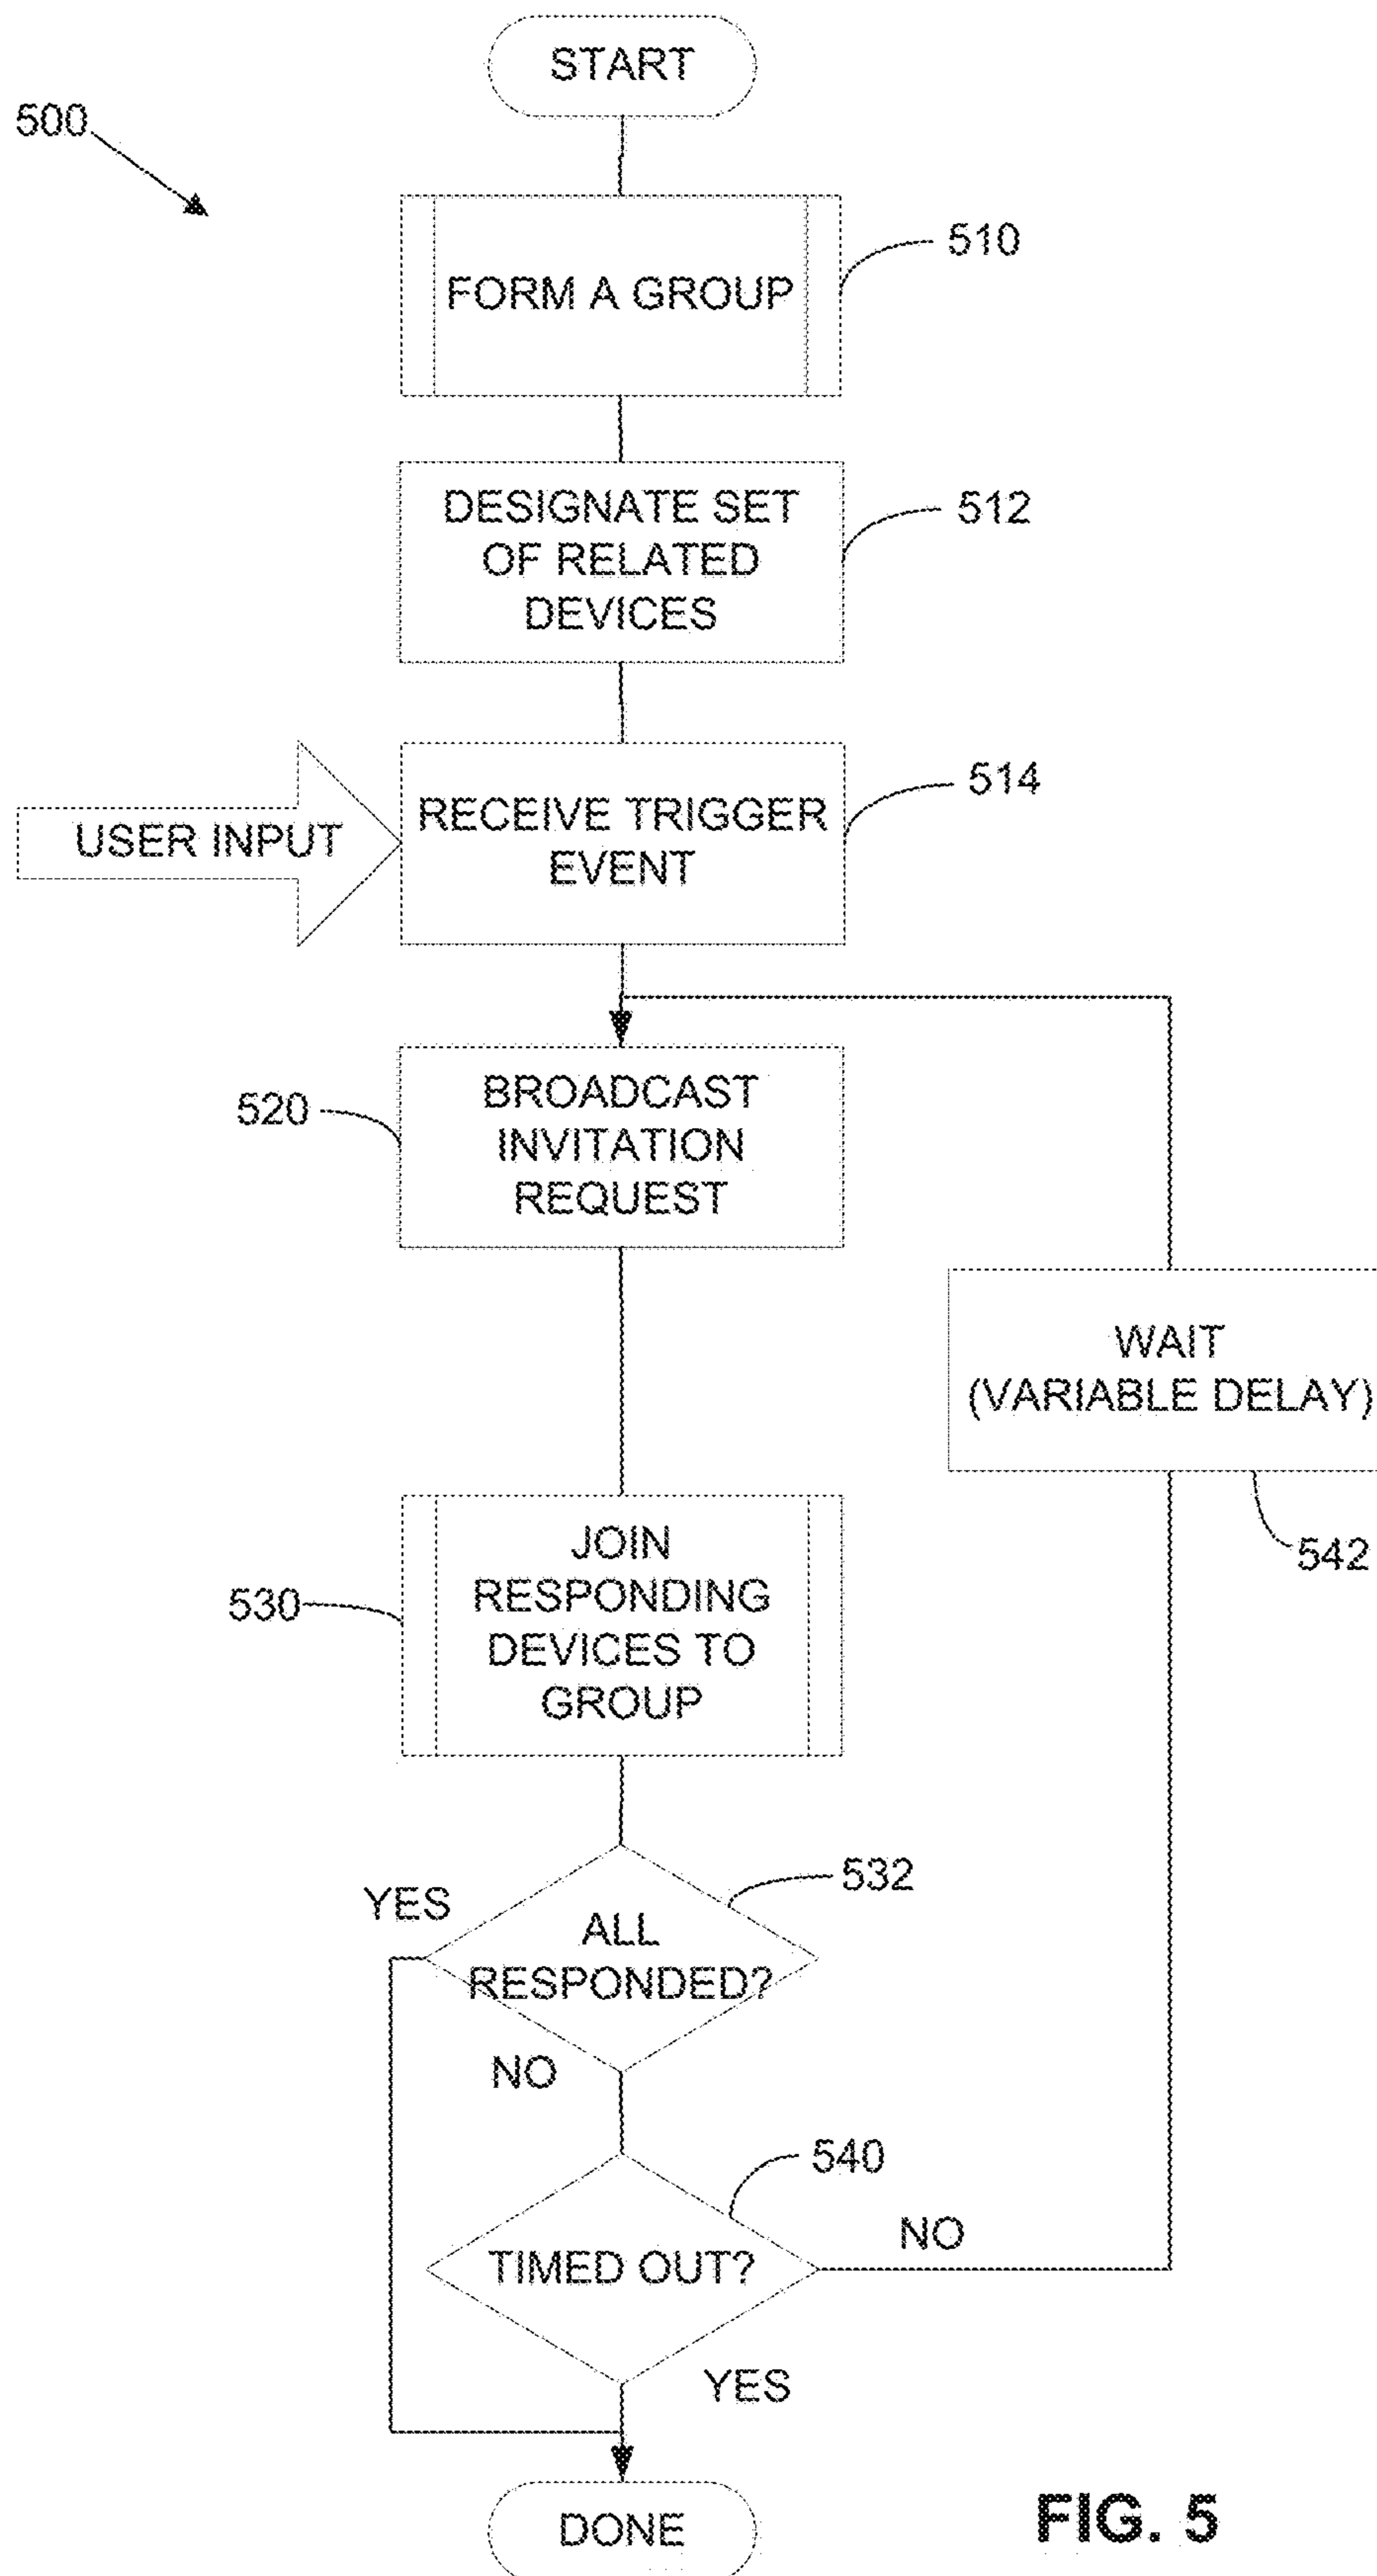 START
500
FORM A GROUP
510
DESIGNATE SET
OF RELATED
DEVICES
512
USER INPUT
RECEIVE TRIGGER
EVENT
514
520
BROADCAST
INVITATION
REQUEST
WAIT
(VARIABLE DELAY)
542
530
JOIN
RESPONDING
DEVICES TO
GROUP
532
YES
ALL
RESPONDED?
NO
540
TIMED OUT?
NO
YES
DONE
FIG. 5